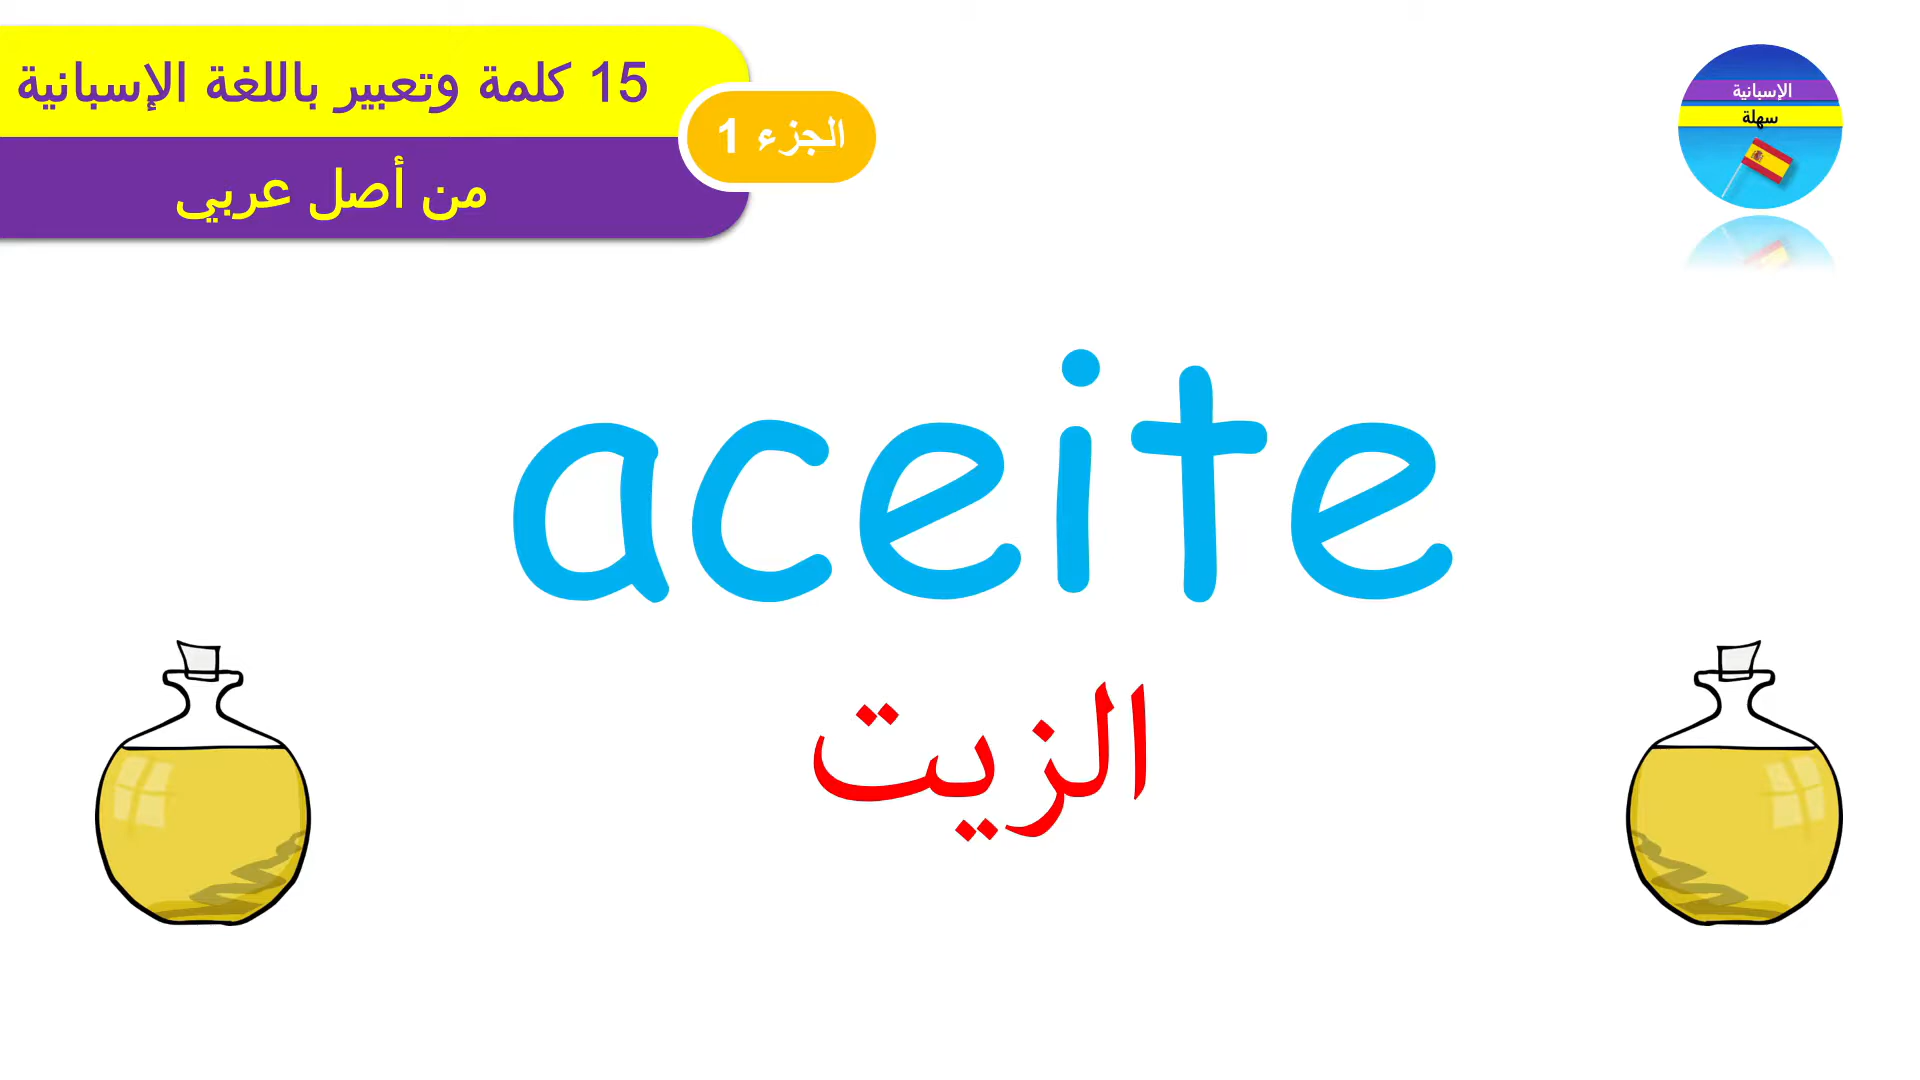 15 كلمة وتعبير باللغة الإسبانية
من أصل عربي
الجزء 1
الإسبانية
سهلة
aceite
الزيت